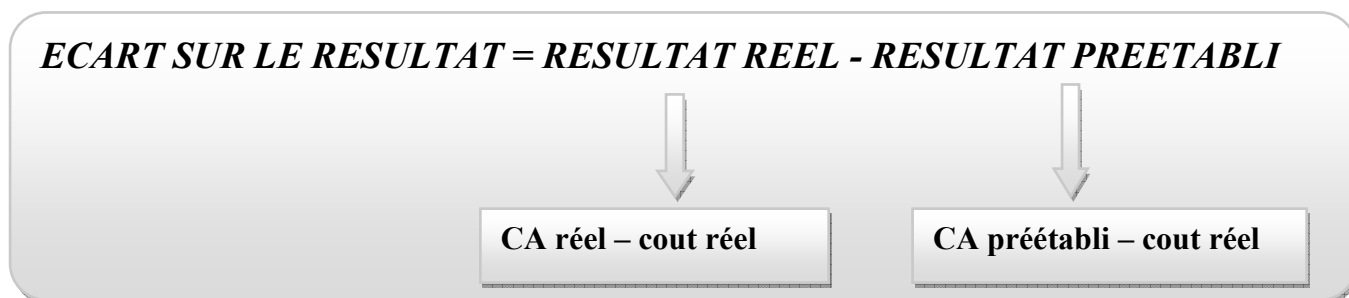 ECART SUR LE RESULTAT = RESULTAT REEL - RESULTAT PREETABLI
CA réel – cout réel
CA préétabli – cout réel